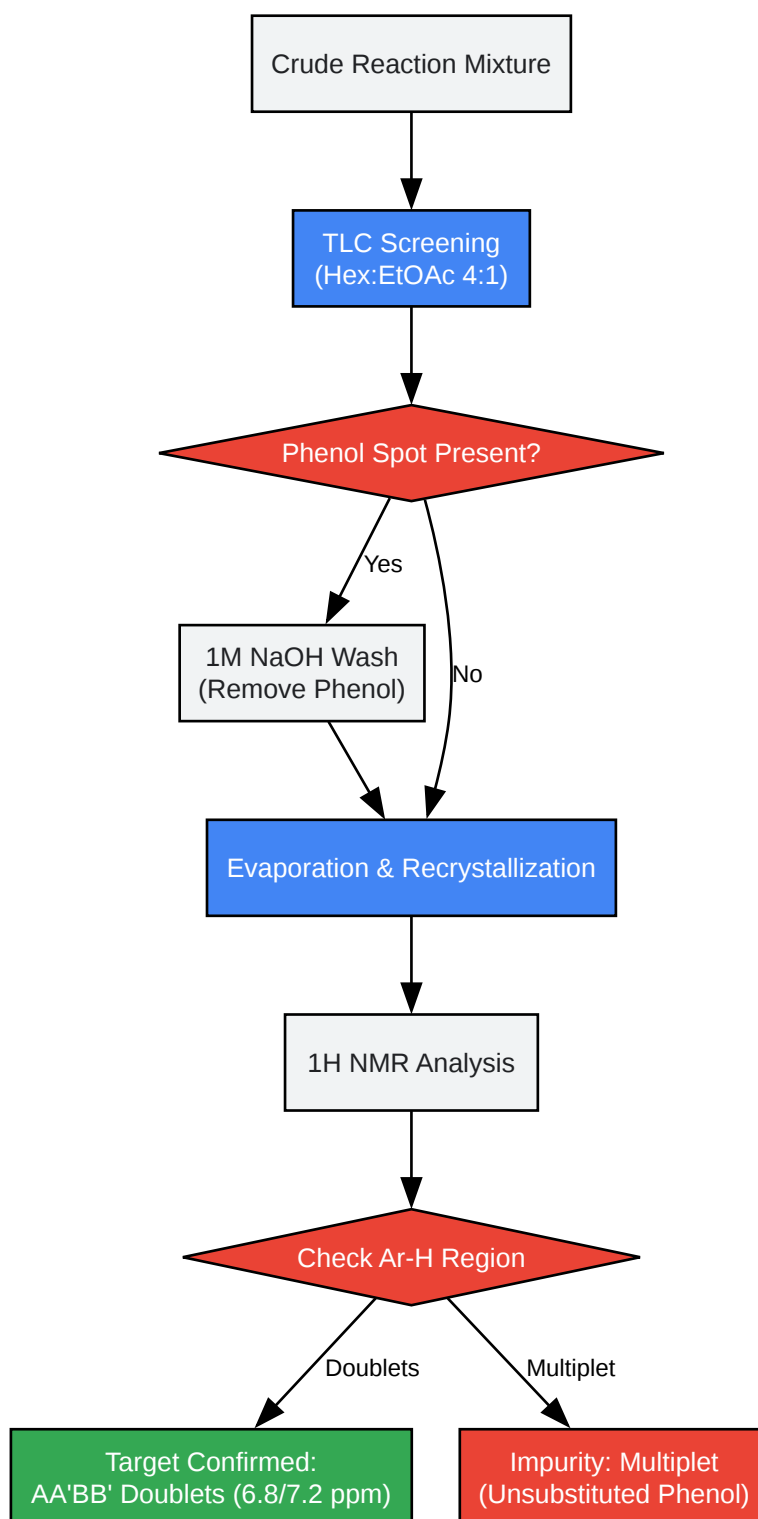 Crude Reaction Mixture
TLC Screening
(Hex:EtOAc 4:1)
Phenol Spot Present?
Yes
1M NaOH Wash
(Remove Phenol)
No
Evaporation & Recrystallization
1H NMR Analysis
Check Ar-H Region
Doublets
Multiplet
Target Confirmed:
AA'BB' Doublets (6.8/7.2 ppm)
Impurity: Multiplet
(Unsubstituted Phenol)